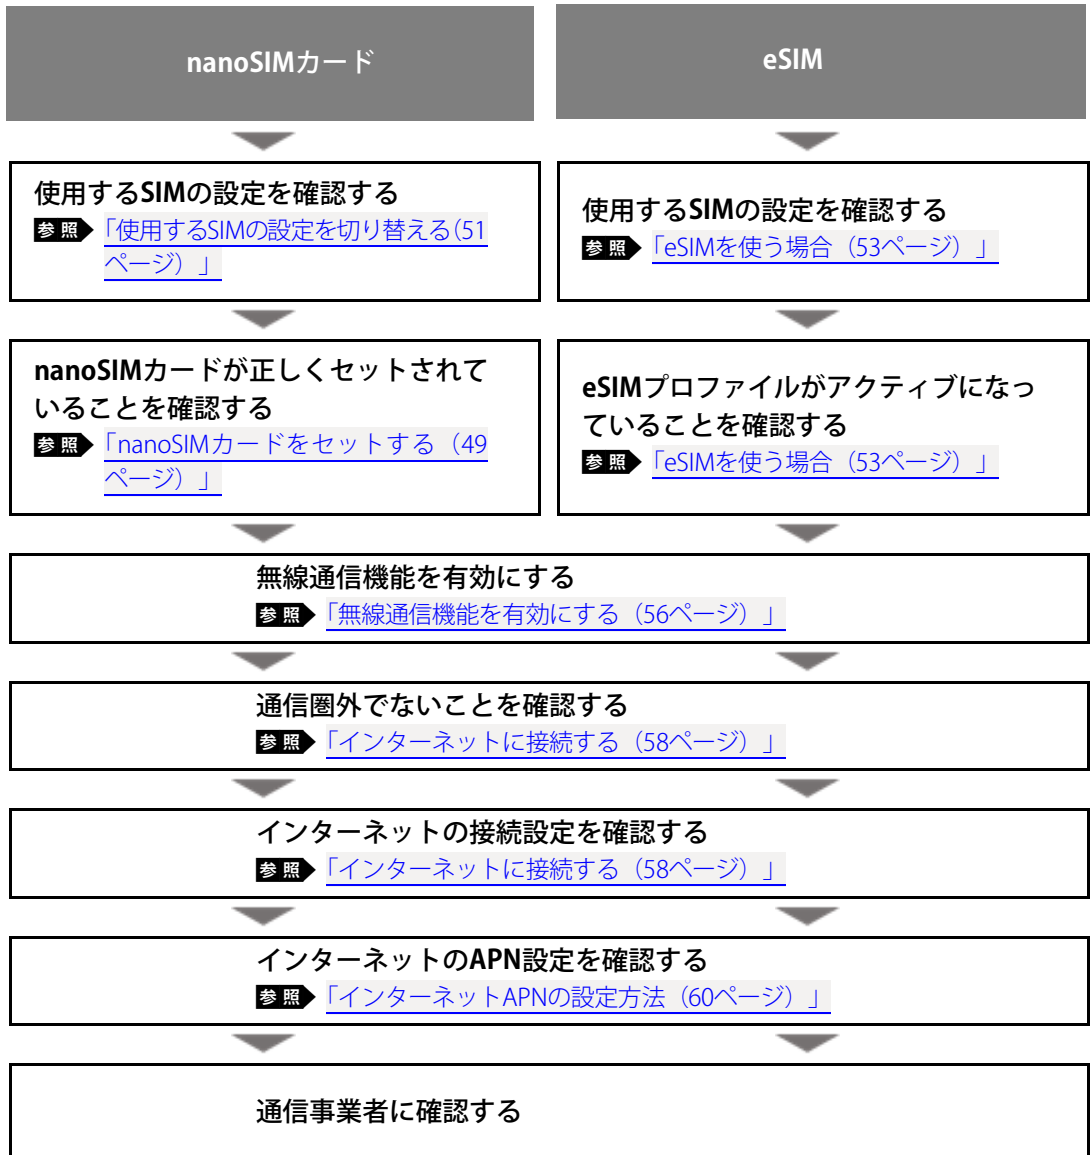 nanoSIMカード
eSIM
使用するSIMの設定を確認する
参照 「使用するSIMの設定を切り替える(51
ページ）」
使用するSIMの設定を確認する
参照 「eSIMを使う場合（53ページ）」
nanoSIMカードが正しくセットされて
いることを確認する
参照 「nanoSIMカードをセットする（49
ページ）」
eSIMプロファイルがアクティブになっ
ていることを確認する
参照 「eSIMを使う場合（53ページ）」
無線通信機能を有効にする
参照 「無線通信機能を有効にする（56ページ）」
通信圏外でないことを確認する
参照 「インターネットに接続する（58ページ）」
インターネットの接続設定を確認する
参照 「インターネットに接続する（58ページ）」
インターネットのAPN設定を確認する
参照 「インターネットAPNの設定方法（60ページ）」
通信事業者に確認する